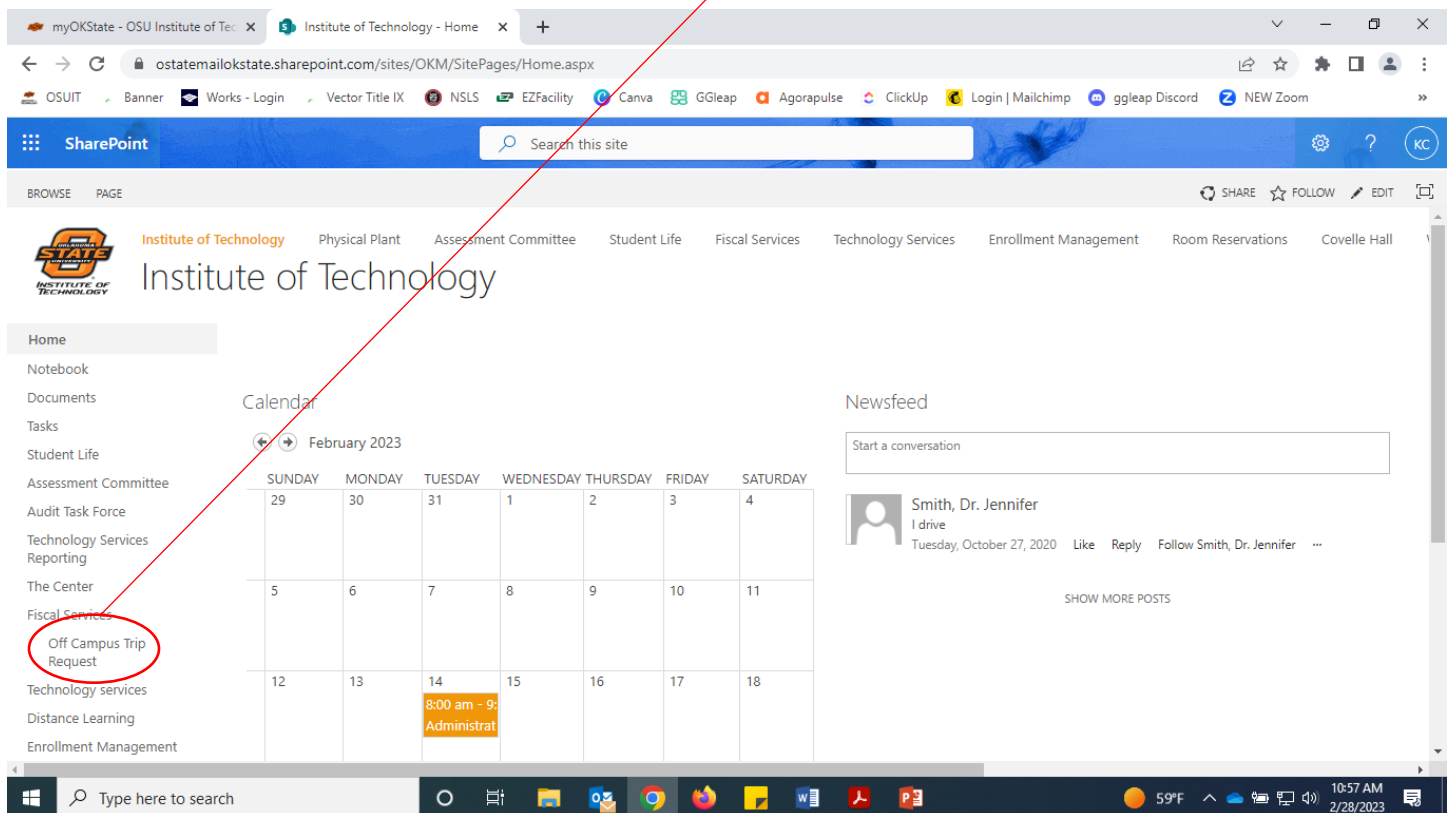 myOKState - OSU Institute of Tec
Institute of Technology - Home
ostatemailokstate.sharepoint.com/sites/OKM/SitePages/Home.aspx
OSUIT
Banner
Works - Login
Vector Title IX
NSLS
EZFacility
Canva
GGleap
Agorapulse
ClickUp
Login | Mailchimp
ggleap Discord
NEW Zoom
»
SharePoint
Search this site
?
KC
BROWSE PAGE
SHARE FOLLOW EDIT
OKLAHOMA
STATE
UNIVERSITY
INSTITUTE OF
TECHNOLOGY
Institute of Technology Physical Plant Assessment Committee Student Life Fiscal Services Technology Services Enrollment Management Room Reservations Covelle Hall
Institute of Technology
Home
Notebook
Documents
Tasks
Student Life
Assessment Committee
Audit Task Force
Technology Services
Reporting
The Center
Fiscal Services
Off Campus Trip
Request
Technology services
Distance Learning
Enrollment Management
Calendar
February 2023
SUNDAY MONDAY TUESDAY WEDNESDAY THURSDAY FRIDAY SATURDAY
29 30 31 1 2 3 4
5 6 7 8 9 10 11
12 13 14 15 16 17 18
8:00 am - 9:
Administrat
Newsfeed
Start a conversation
Smith, Dr. Jennifer
I drive
Tuesday, October 27, 2020 Like Reply Follow Smith, Dr. Jennifer ...
SHOW MORE POSTS
Type here to search
59°F
10:57 AM
2/28/2023